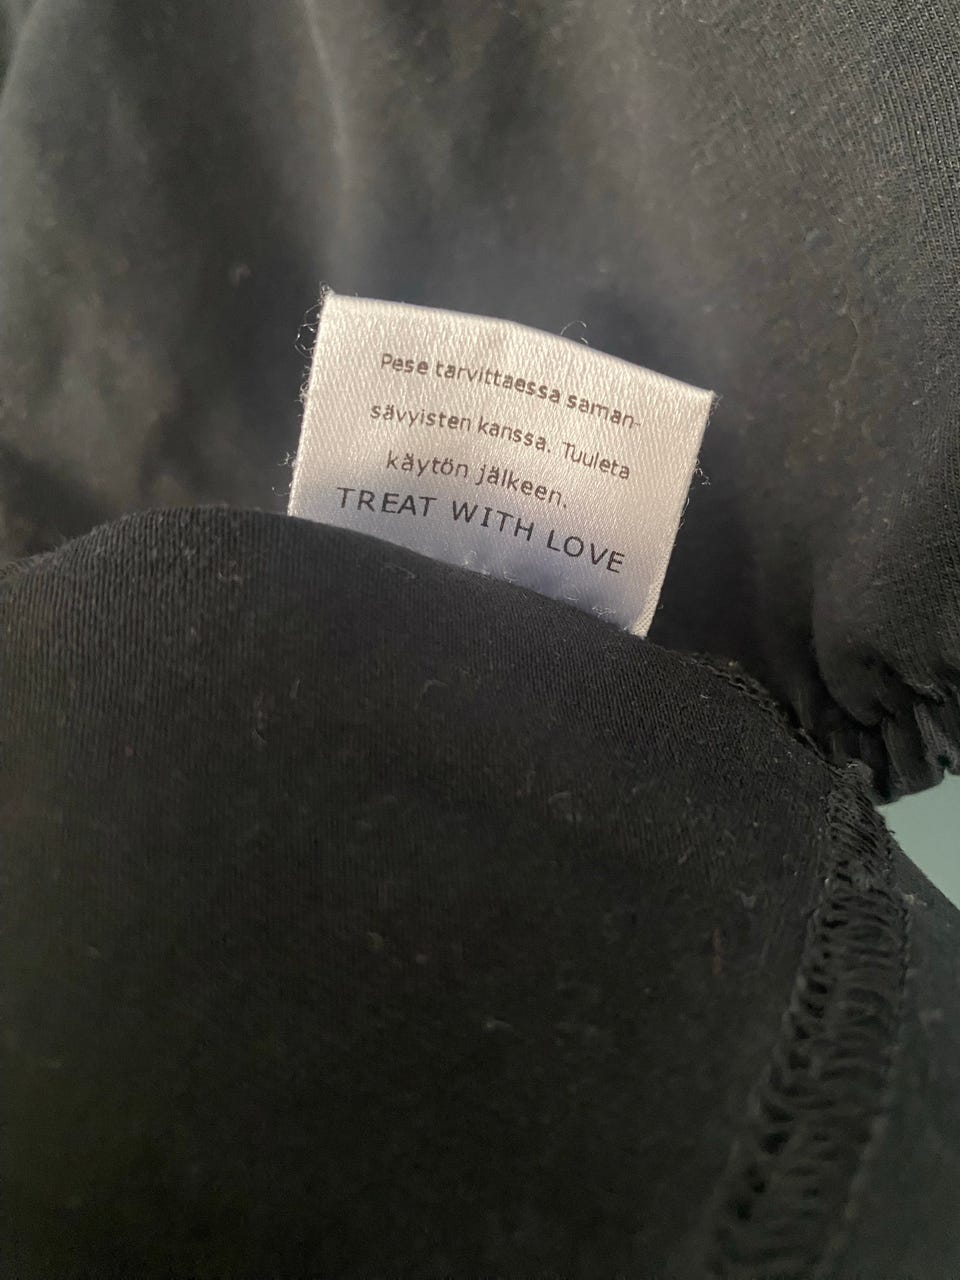 Pese tarvittaessa saman-
sävyisten kanssa. Tuuleta
käytön jälkeen.
TREAT WITH LOVE